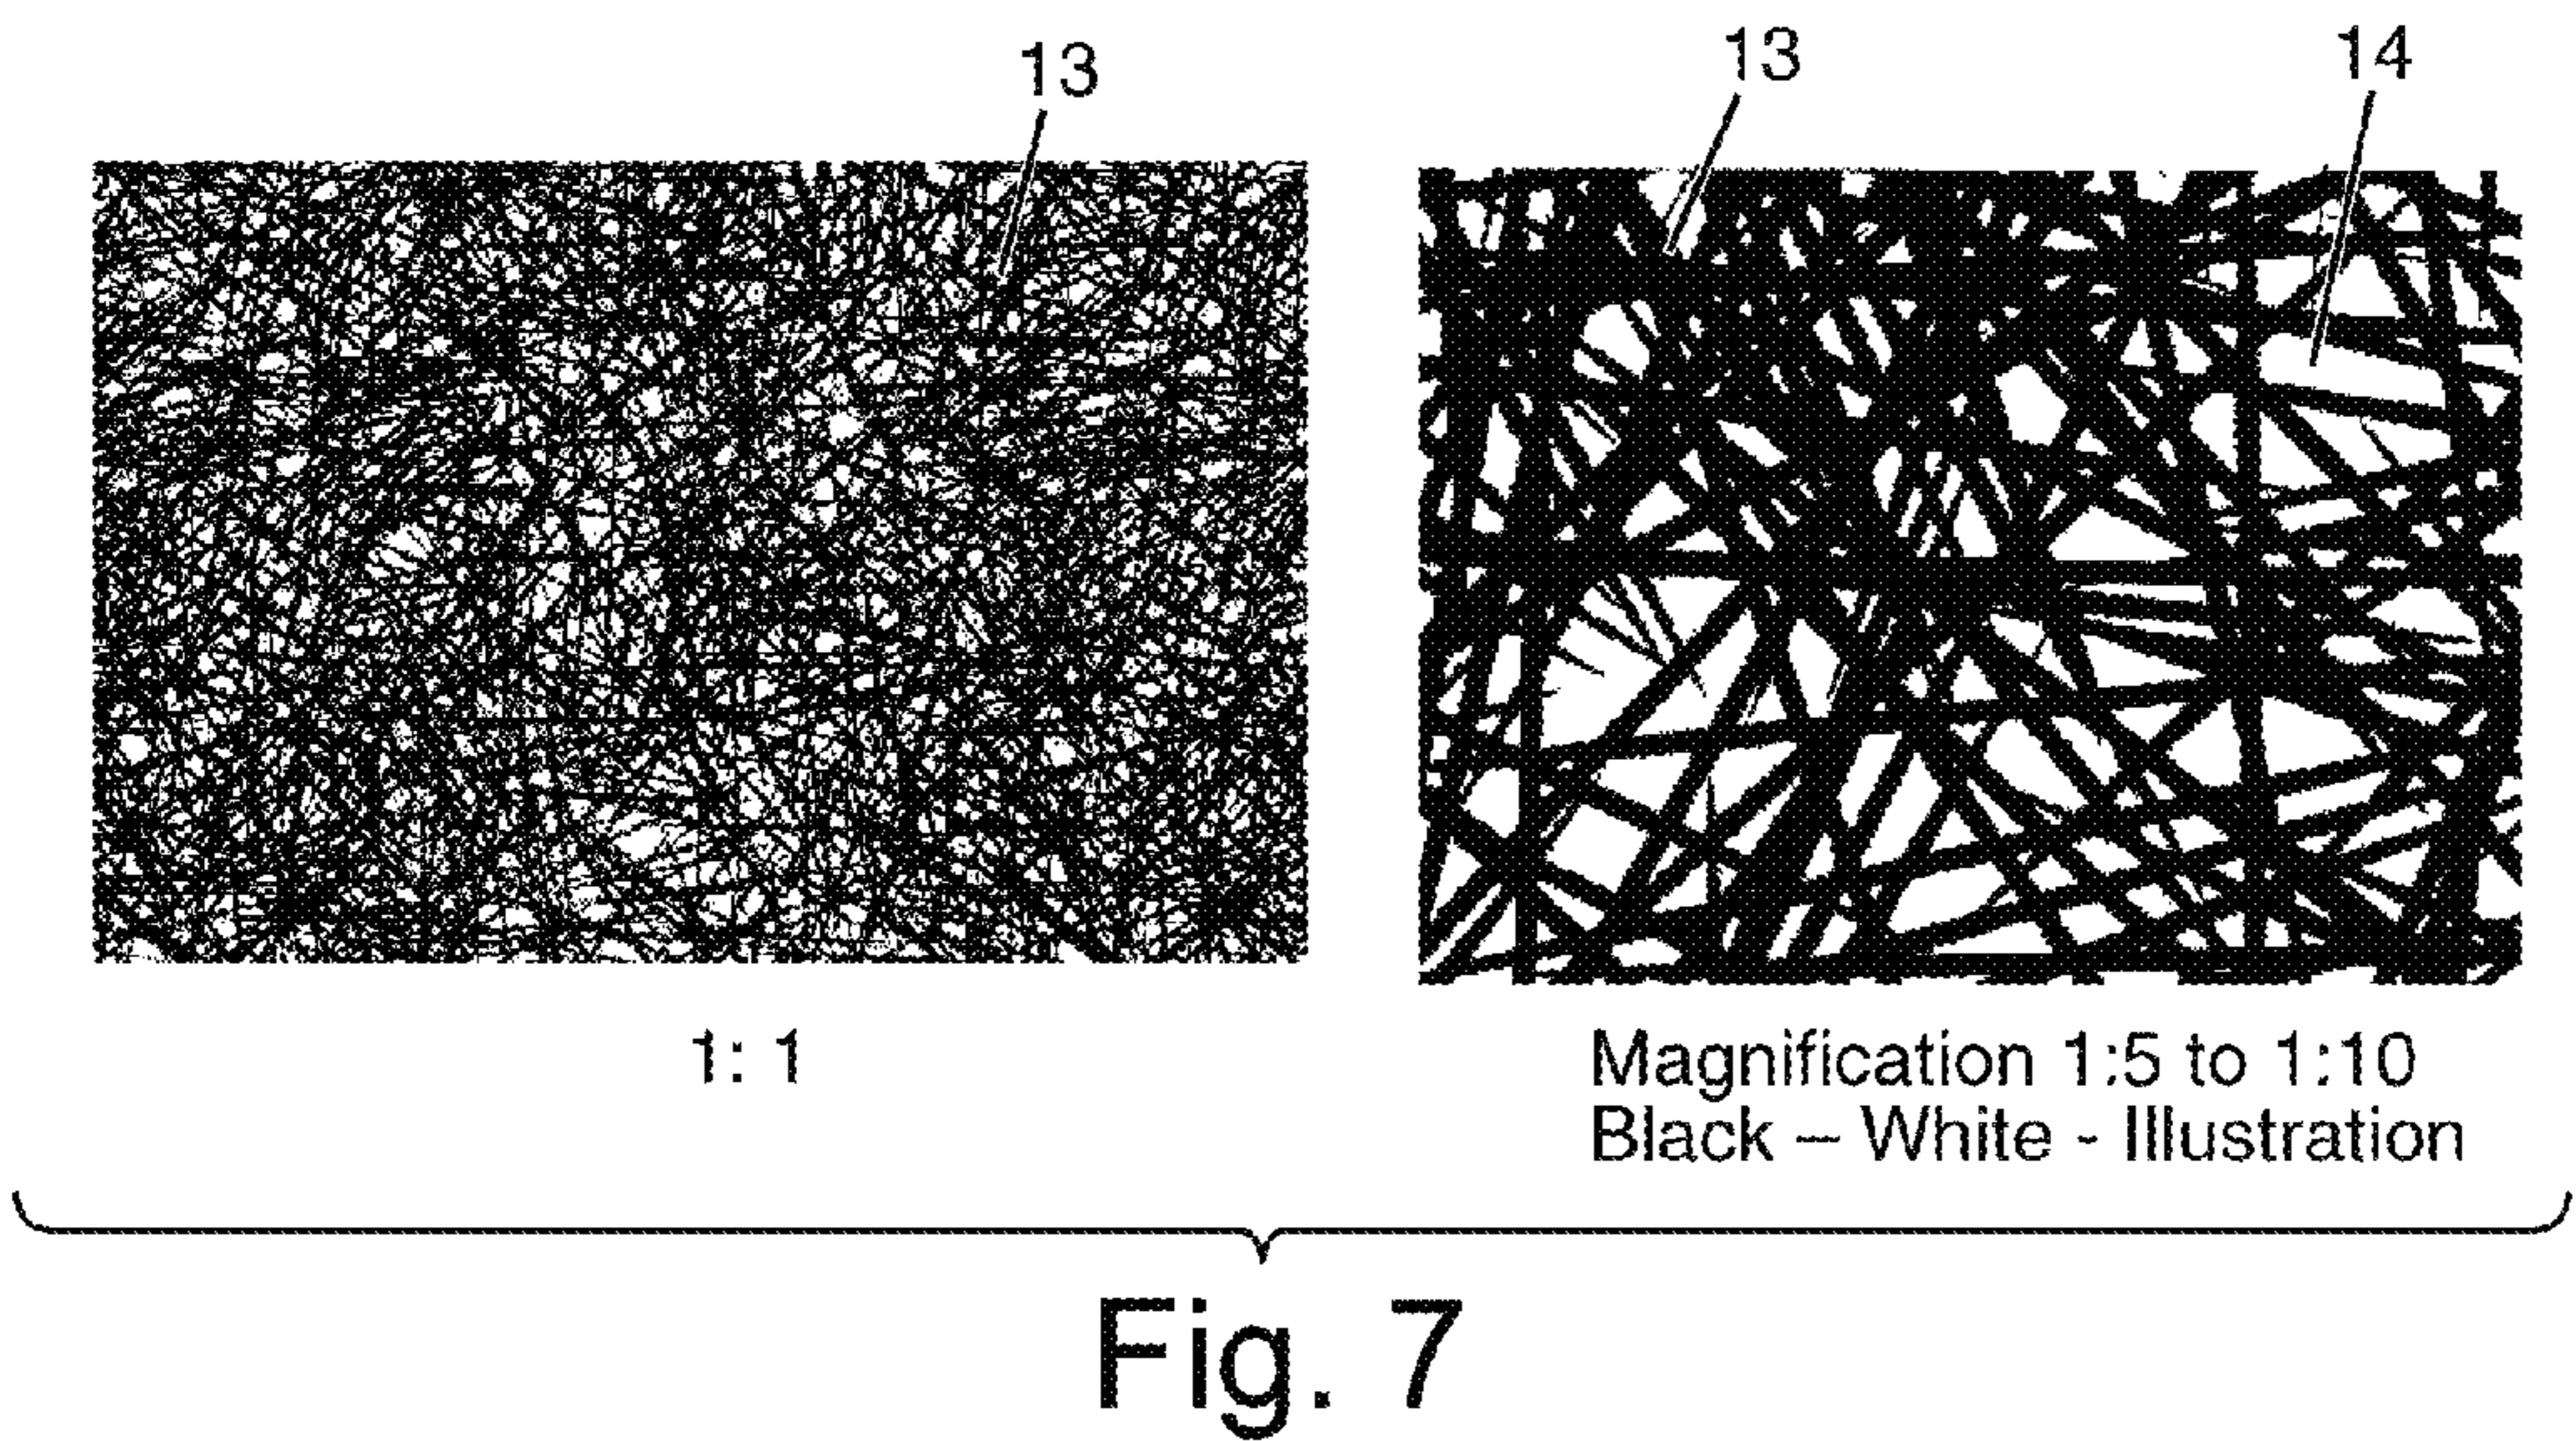 13
13
14
1: 1
Magnification 1:5 to 1:10
Black – White - Illustration
Fig. 7